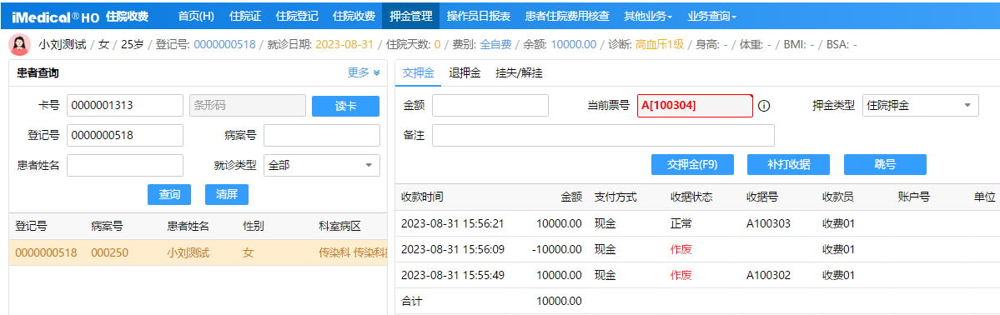 iMedical® HO 住院收费 首页(H) 住院证 住院登记 住院收费 押金管理 操作员日报表 患者住院费用核查 其他业务 业务查询
小刘测试 / 女 / 25岁 / 登记号: 0000000518 / 就诊日期: 2023-08-31 / 住院天数: 0 / 费别: 全自费 / 余额: 10000.00 / 诊断: 高血压1级 / 身高: - / 体重: - / BMI: - / BSA: -
患者查询 更多
卡号 0000001313 条形码 读卡
登记号 0000000518 病案号
患者姓名 就诊类型 全部
查询 清屏
登记号 病案号 患者姓名 性别 科室病区
0000000518 000250 小刘测试 女 传染科 传染科
交押金 退押金 挂失/解挂
金额 当前票号 A[100304] 押金类型 住院押金
备注
交押金(F9) 补打收据 跳号
收款时间 金额 支付方式 收据状态 收据号 收款员 账户号 单位
2023-08-31 15:56:21 10000.00 现金 正常 A100303 收费01
2023-08-31 15:56:09 -10000.00 现金 作废 收费01
2023-08-31 15:55:49 10000.00 现金 作废 A100302 收费01
合计 10000.00